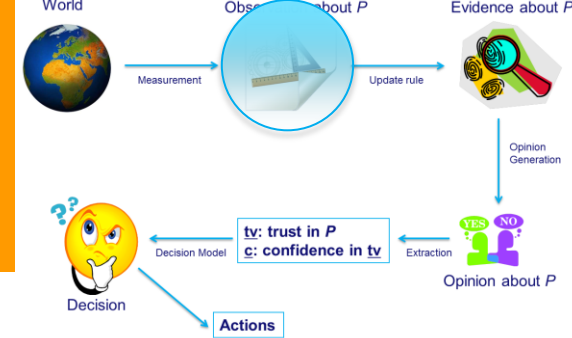 World
about P
Evidence about P
Measurement
Update rule
Opinion
Generation
YES NO
tv: trust in P
c: confidence in tv
Decision Model
Extraction
Opinion about P
??
Decision
Actions